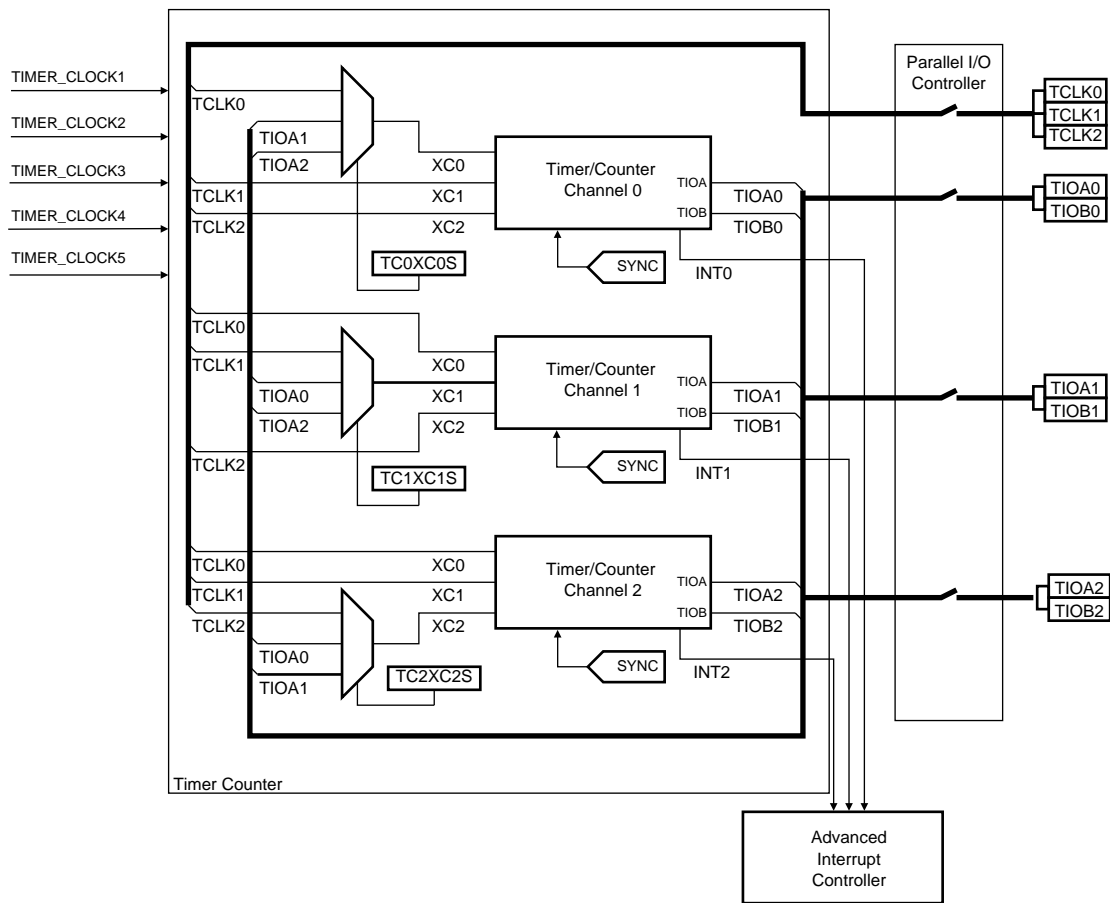 Parallel I/O
Controller
TIMER_CLOCK1
TCLK0
TCLK0
TCLK1
TCLK2
TIMER_CLOCK2
TIOA1
TIOA2
XC0
Timer/Counter
Channel 0
TIMER_CLOCK3
TIOA
TIOA0
TIOA0
TIOB0
TCLK1
XC1
TIMER_CLOCK4
TIOB
TCLK2
XC2
TIOB0
TIMER_CLOCK5
TC0XC0S
SYNC
INT0
TCLK0
TCLK1
XC0
Timer/Counter
Channel 1
TIOA
TIOA0
XC1
TIOA1
TIOA1
TIOB1
TIOB
TIOA2
XC2
TIOB1
TCLK2
TC1XC1S
SYNC
INT1
TCLK0
XC0
Timer/Counter
Channel 2
TIOA
TCLK1
XC1
TIOA2
TIOA2
TIOB2
TIOB
TCLK2
XC2
TIOB2
TIOA0
TIOA1
TC2XC2S
SYNC
INT2
Timer Counter
Advanced
Interrupt
Controller